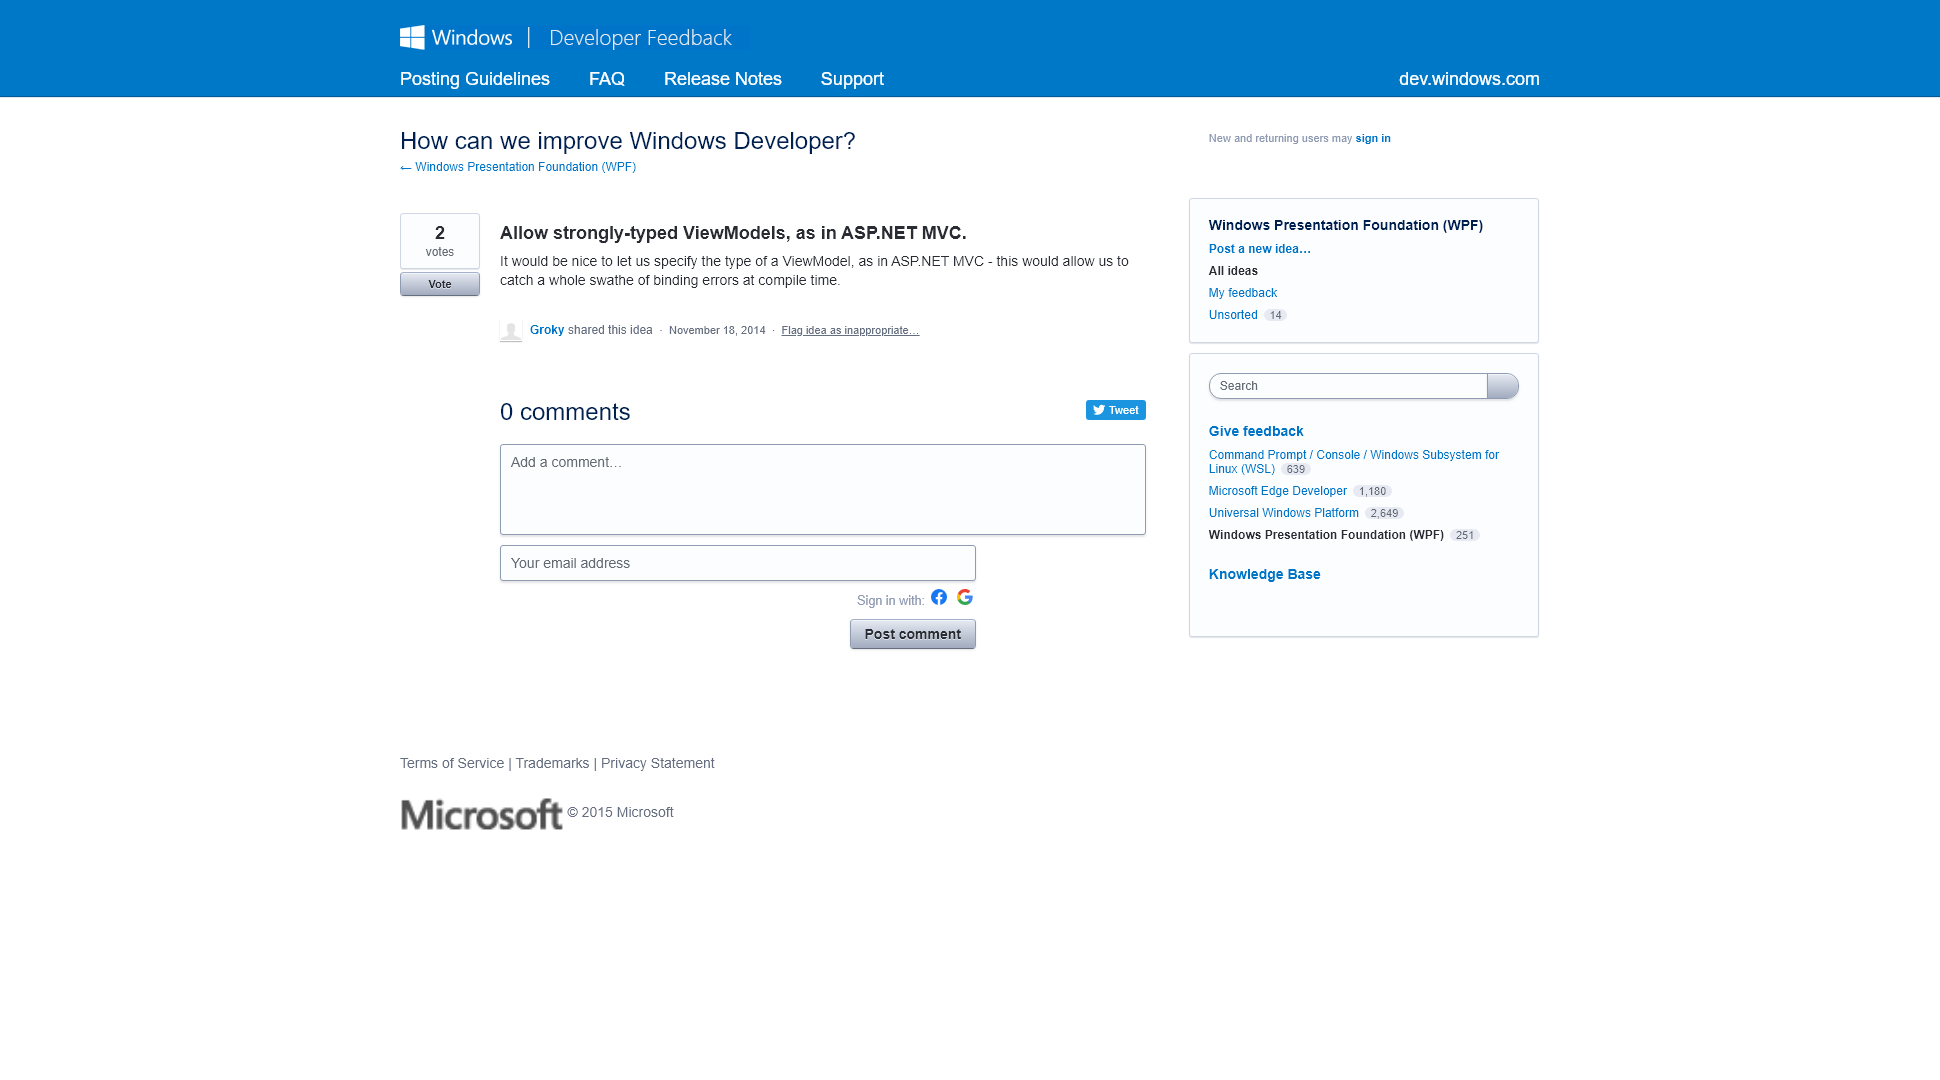 Windows | Developer Feedback
Posting Guidelines FAQ Release Notes Support dev.windows.com
How can we improve Windows Developer?
← Windows Presentation Foundation (WPF)
New and returning users may sign in
2
votes
Vote
Allow strongly-typed ViewModels, as in ASP.NET MVC.
It would be nice to let us specify the type of a ViewModel, as in ASP.NET MVC - this would allow us to
catch a whole swathe of binding errors at compile time.
Groky shared this idea · November 18, 2014 · Flag idea as inappropriate…
0 comments
Tweet
Add a comment…
Your email address
Sign in with:
Post comment
Windows Presentation Foundation (WPF)
Post a new idea…
All ideas
My feedback
Unsorted 14
Search
Give feedback
Command Prompt / Console / Windows Subsystem for
Linux (WSL) 639
Microsoft Edge Developer 1,180
Universal Windows Platform 2,649
Windows Presentation Foundation (WPF) 251
Knowledge Base
Terms of Service | Trademarks | Privacy Statement
Microsoft © 2015 Microsoft